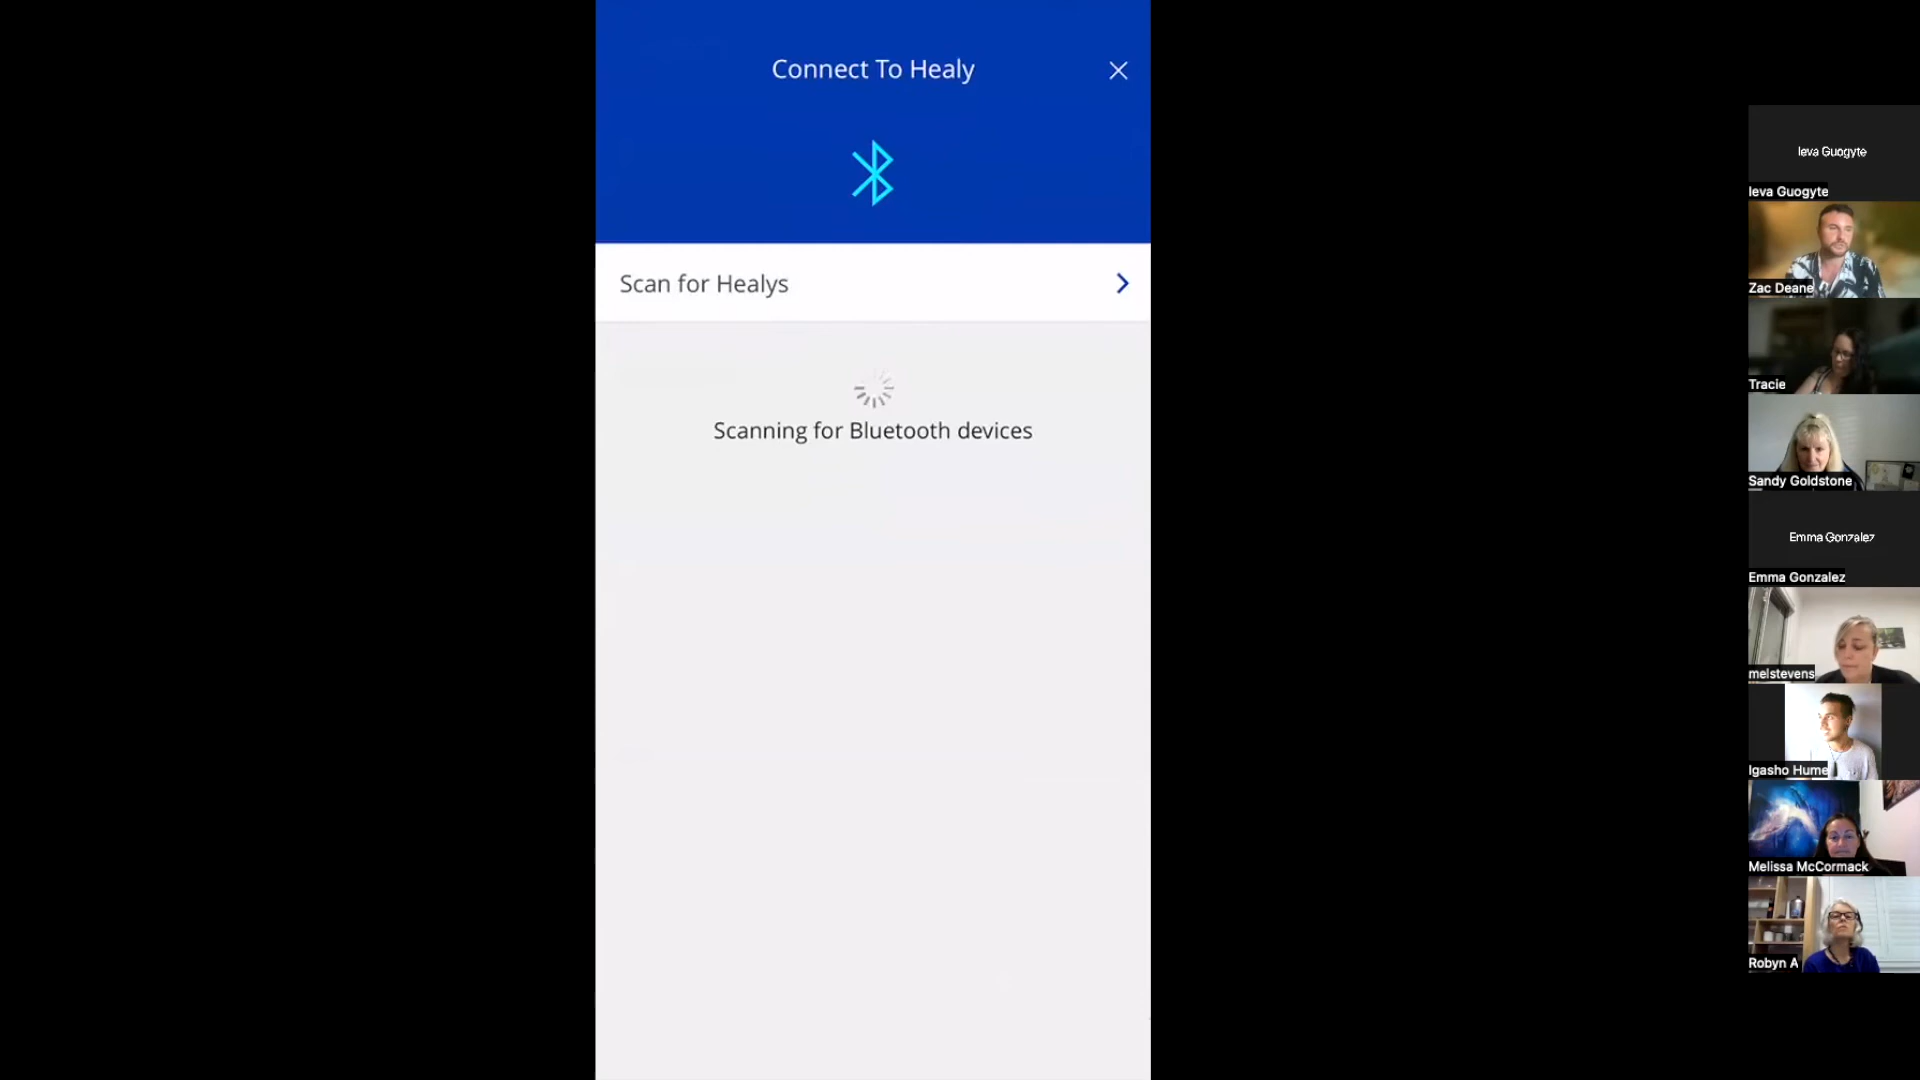 Connect To Healy
Scan for Healys
Scanning for Bluetooth devices
Ieva Guogyte
Ieva Guogyte
Zac Deane
Tracie
Sandy Goldstone
Emma Gonzalez
Emma Gonzalez
melstevens
Igasho Hume
Melissa McCormack
Robyn A